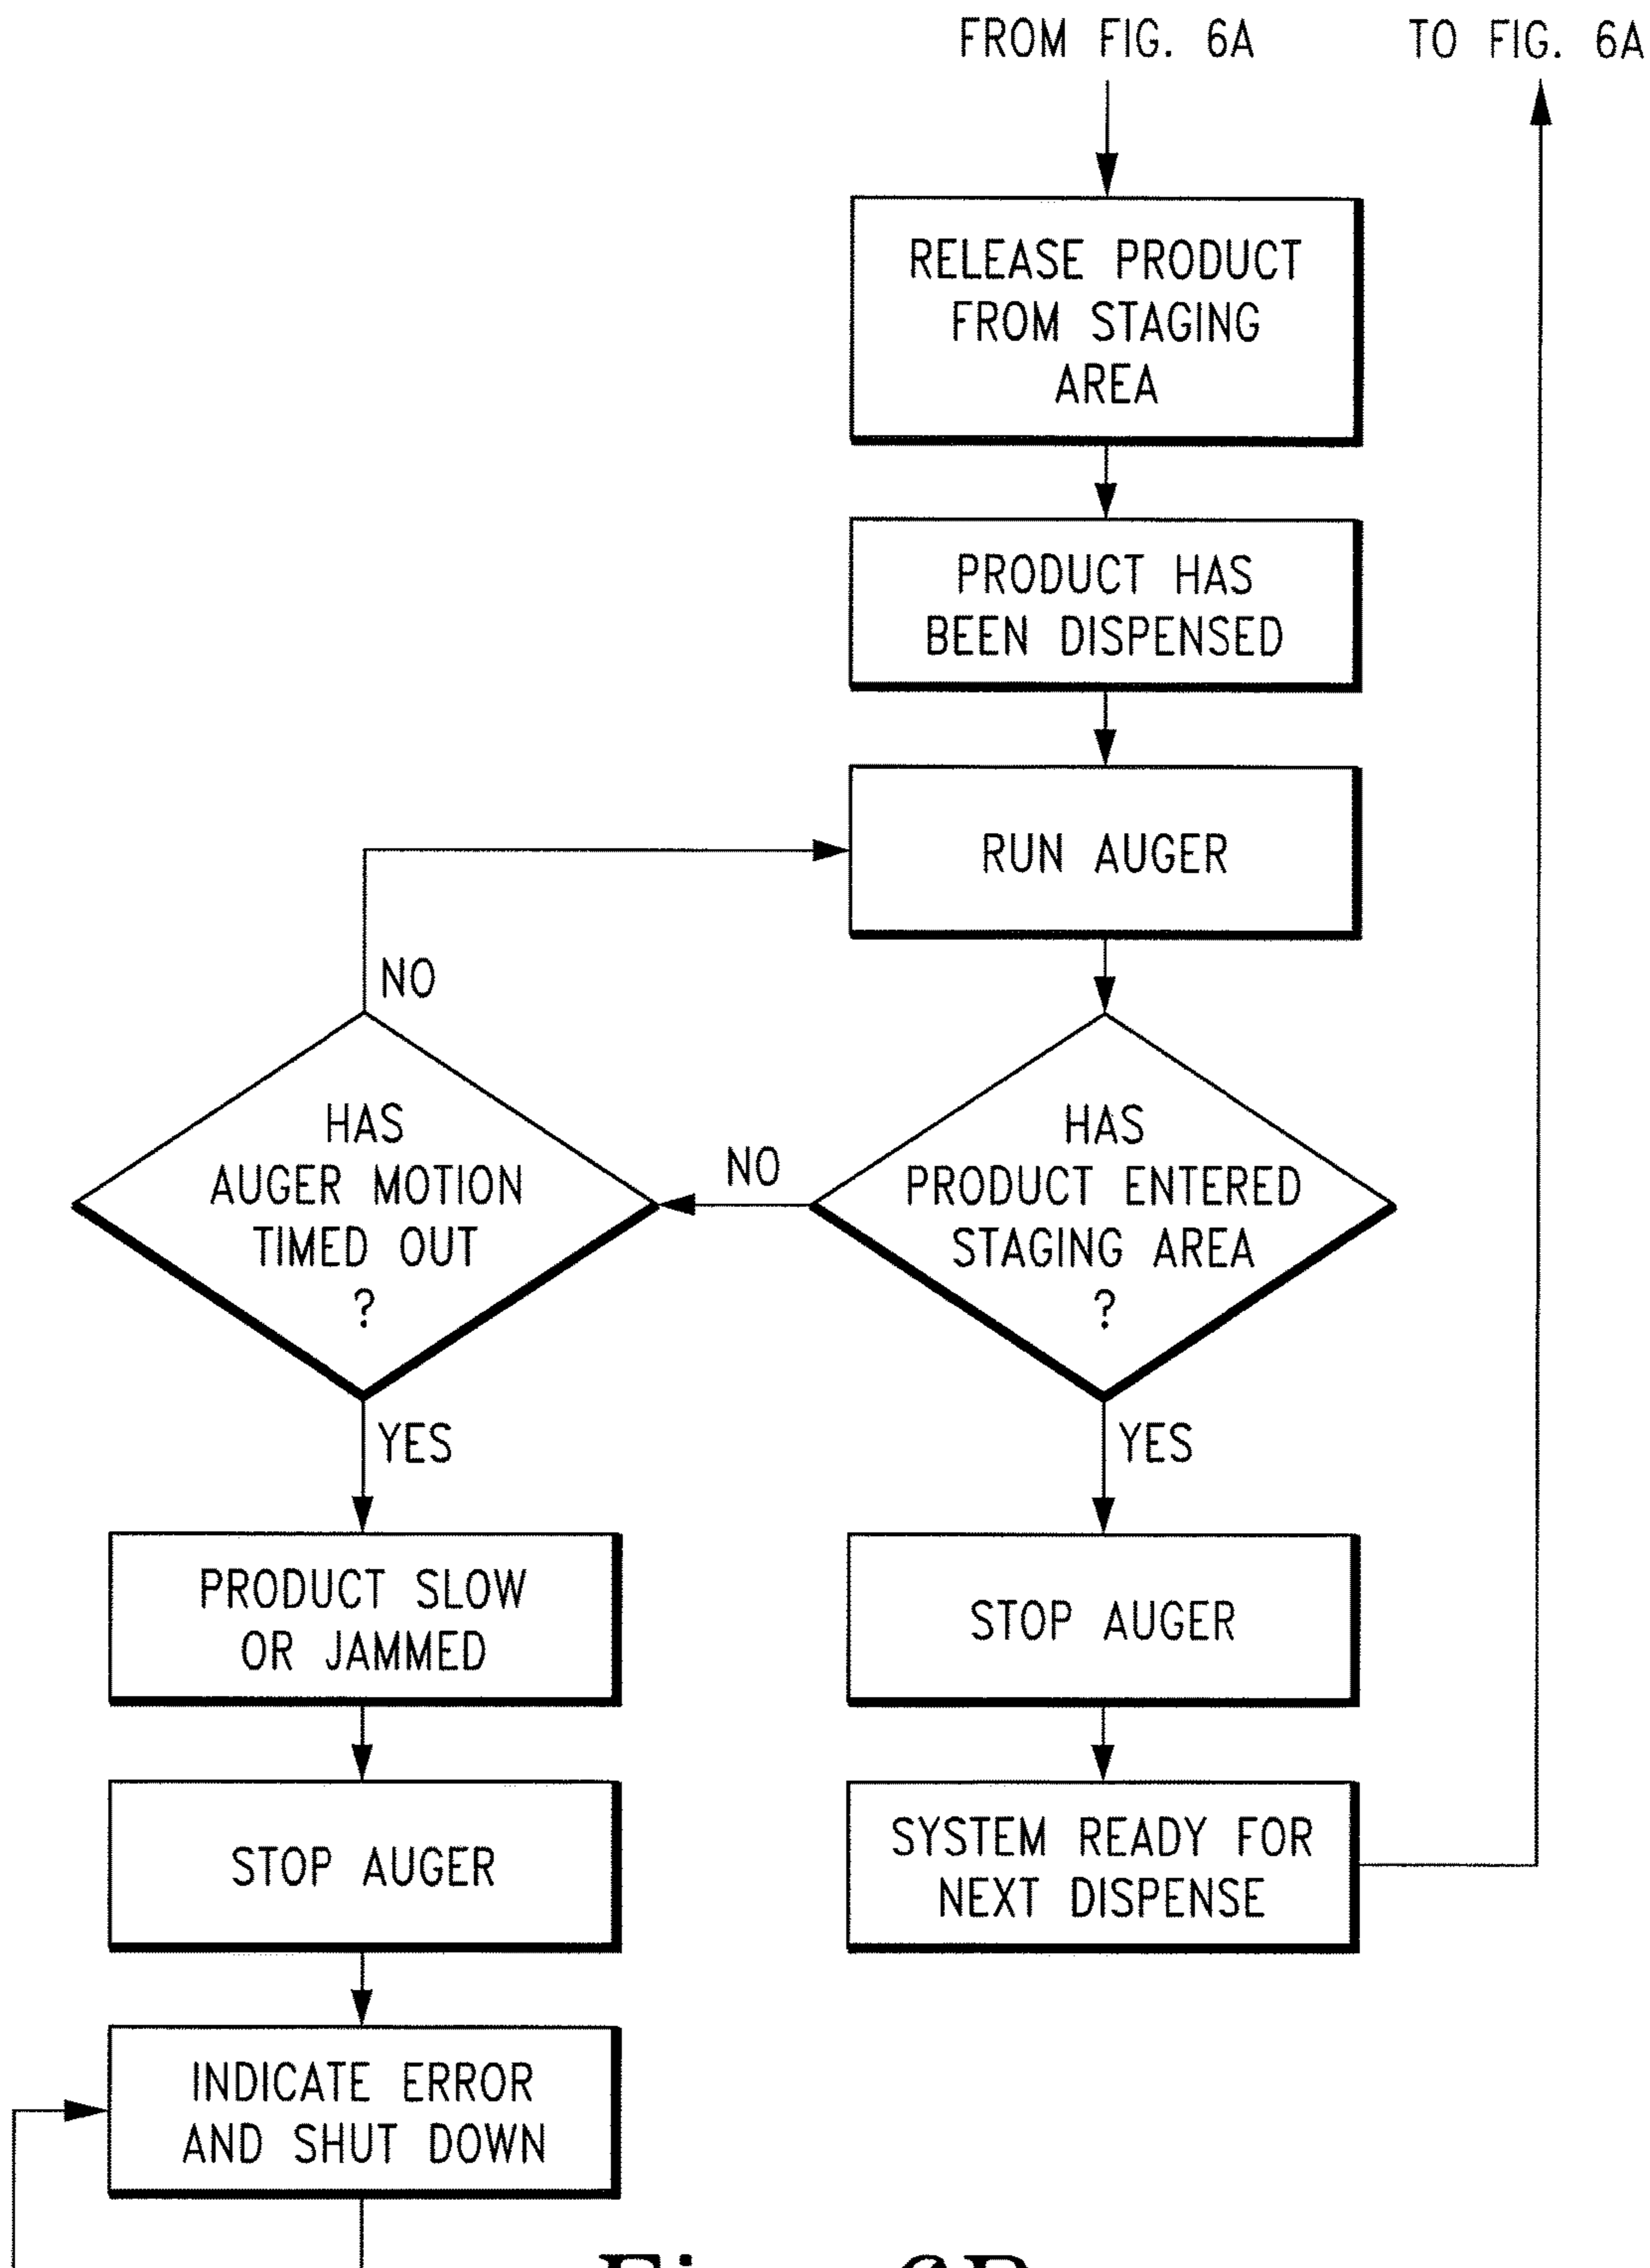 FROM FIG. 6A
TO FIG. 6A
RELEASE PRODUCT
FROM STAGING
AREA
PRODUCT HAS
BEEN DISPENSED
RUN AUGER
NO
HAS
AUGER MOTION
TIMED OUT
?
NO
HAS
PRODUCT ENTERED
STAGING AREA
?
YES
YES
PRODUCT SLOW
OR JAMMED
STOP AUGER
STOP AUGER
SYSTEM READY FOR
NEXT DISPENSE
INDICATE ERROR
AND SHUT DOWN